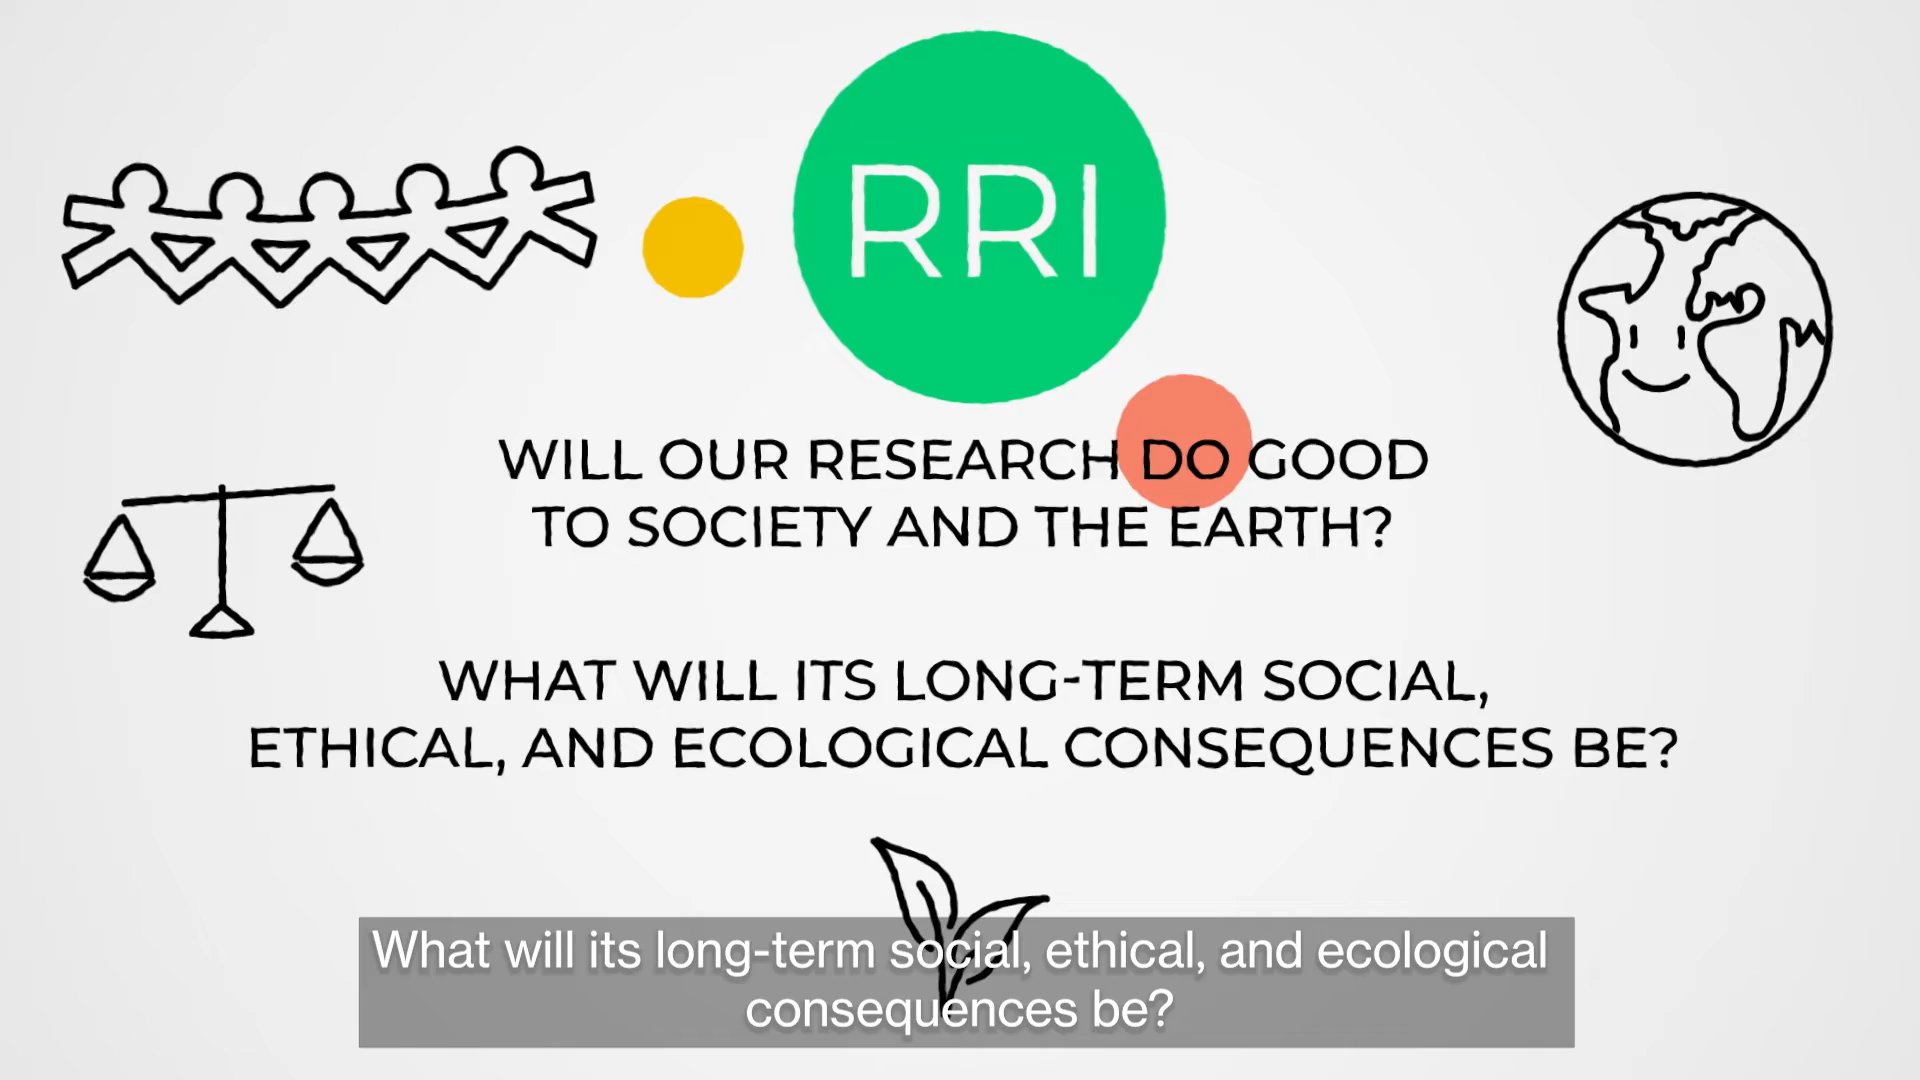 RRI
WILL OUR RESEARCH DO GOOD
TO SOCIETY AND THE EARTH?
WHAT WILL ITS LONG-TERM SOCIAL,
ETHICAL, AND ECOLOGICAL CONSEQUENCES BE?
What will its long-term social, ethical, and ecological
consequences be?